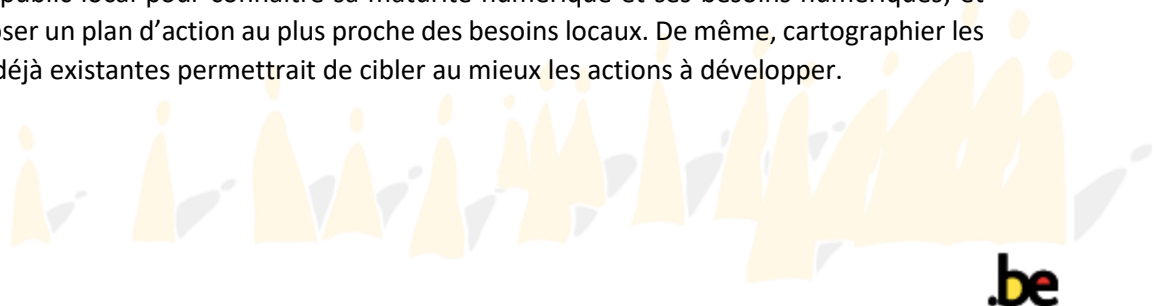 public local pour connaître sa maturité numérique et ses besoins numériques, et
oser un plan d'action au plus proche des besoins locaux. De même, cartographier les
déjà existantes permettrait de cibler au mieux les actions à développer.
.be